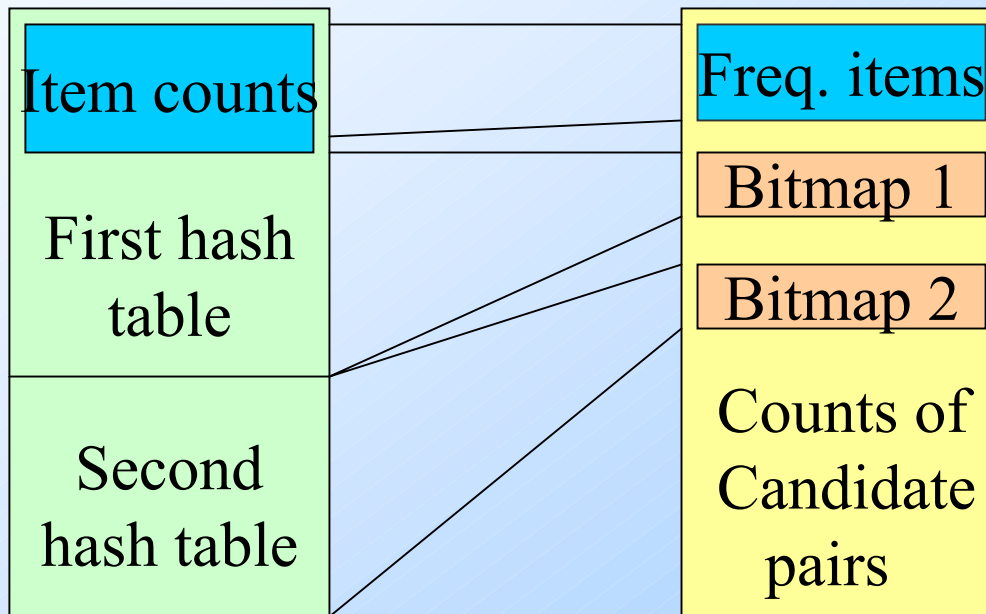 Item counts
First hash
table
Second
hash table
Freq. items
Bitmap 1
Bitmap 2
Counts of
Candidate
pairs